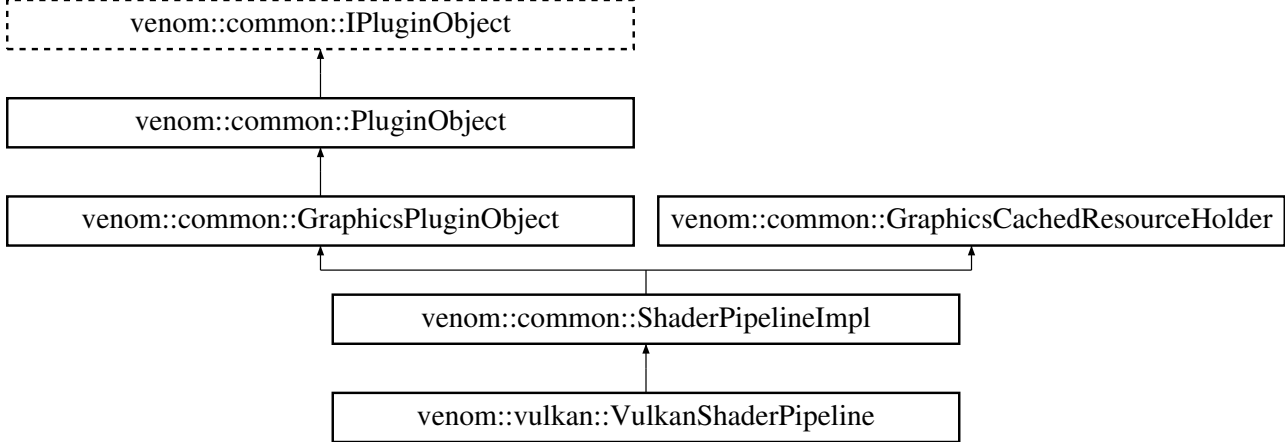 venom::common::IPluginObject
venom::common::PluginObject
venom::common::GraphicsPluginObject
venom::common::GraphicsCachedResourceHolder
venom::common::ShaderPipelineImpl
venom::vulkan::VulkanShaderPipeline